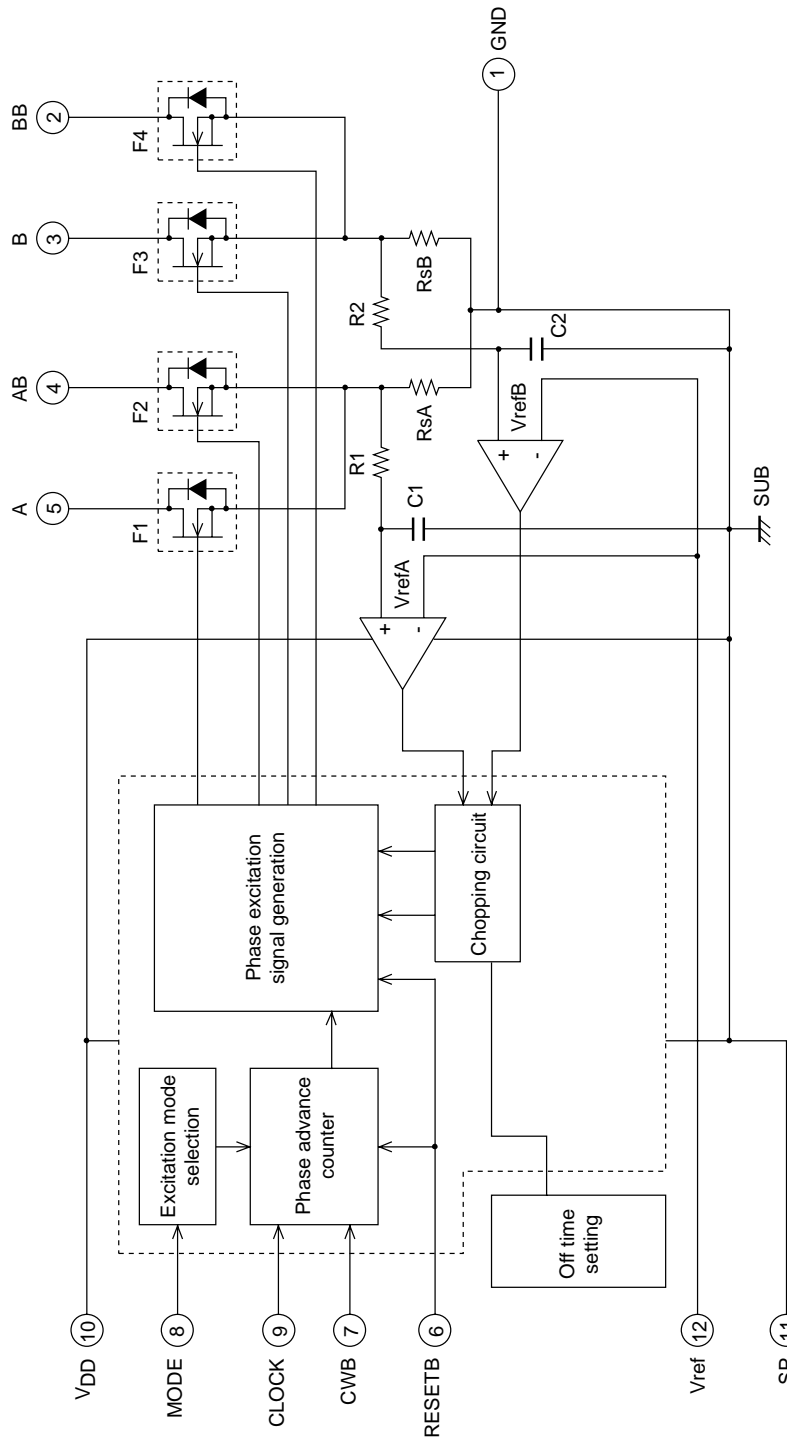 VDD
10
MODE
8
CLOCK
9
CWB
7
RESETB
6
Excitation mode
selection
Phase advance
counter
Phase excitation
signal generation
Chopping circuit
Off time
setting
F1
F2
F3
F4
A
5
AB
4
B
3
BB
2
R1
RsA
C1
VrefA
+
-
R2
RsB
C2
VrefB
+
-
1
GND
SUB
Vref
12
SP
11